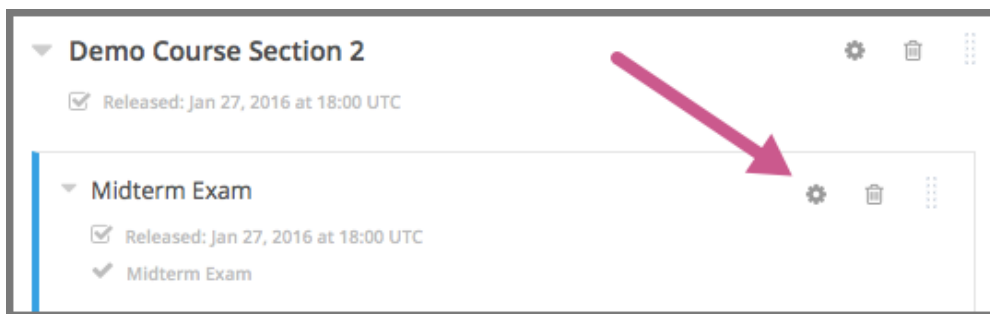 Demo Course Section 2
Released: Jan 27, 2016 at 18:00 UTC
Midterm Exam
Released: Jan 27, 2016 at 18:00 UTC
Midterm Exam